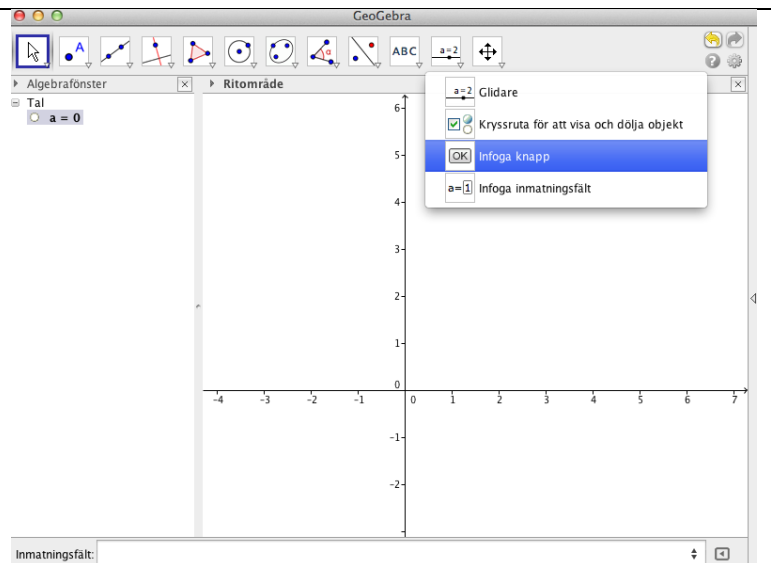 GeoGebra
A
α
ABC
a=2
Algebrafönster
Ritområde
Tal
a = 0
a=2 Glidare
Kryssruta för att visa och dölja objekt
OK Infoga knapp
a=1 Infoga inmatningsfält
6
5
4
3
2
1
0
-4 -3 -2 -1 0 1 2 3 4 5 6 7
-1
-2
Inmatningsfält: